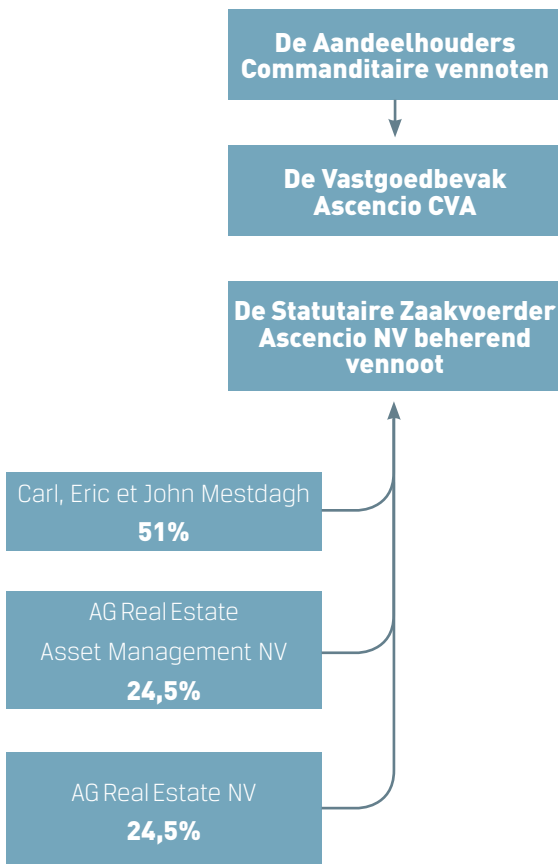 De Aandeelhouders
Commanditaire vennoten
De Vastgoedbevak
Ascencio CVA
De Statutaire Zaakvoerder
Ascencio NV beherend
vennoot
Carl, Eric et John Mestdagh
51%
AG Real Estate
Asset Management NV
24,5%
AG Real Estate NV
24,5%